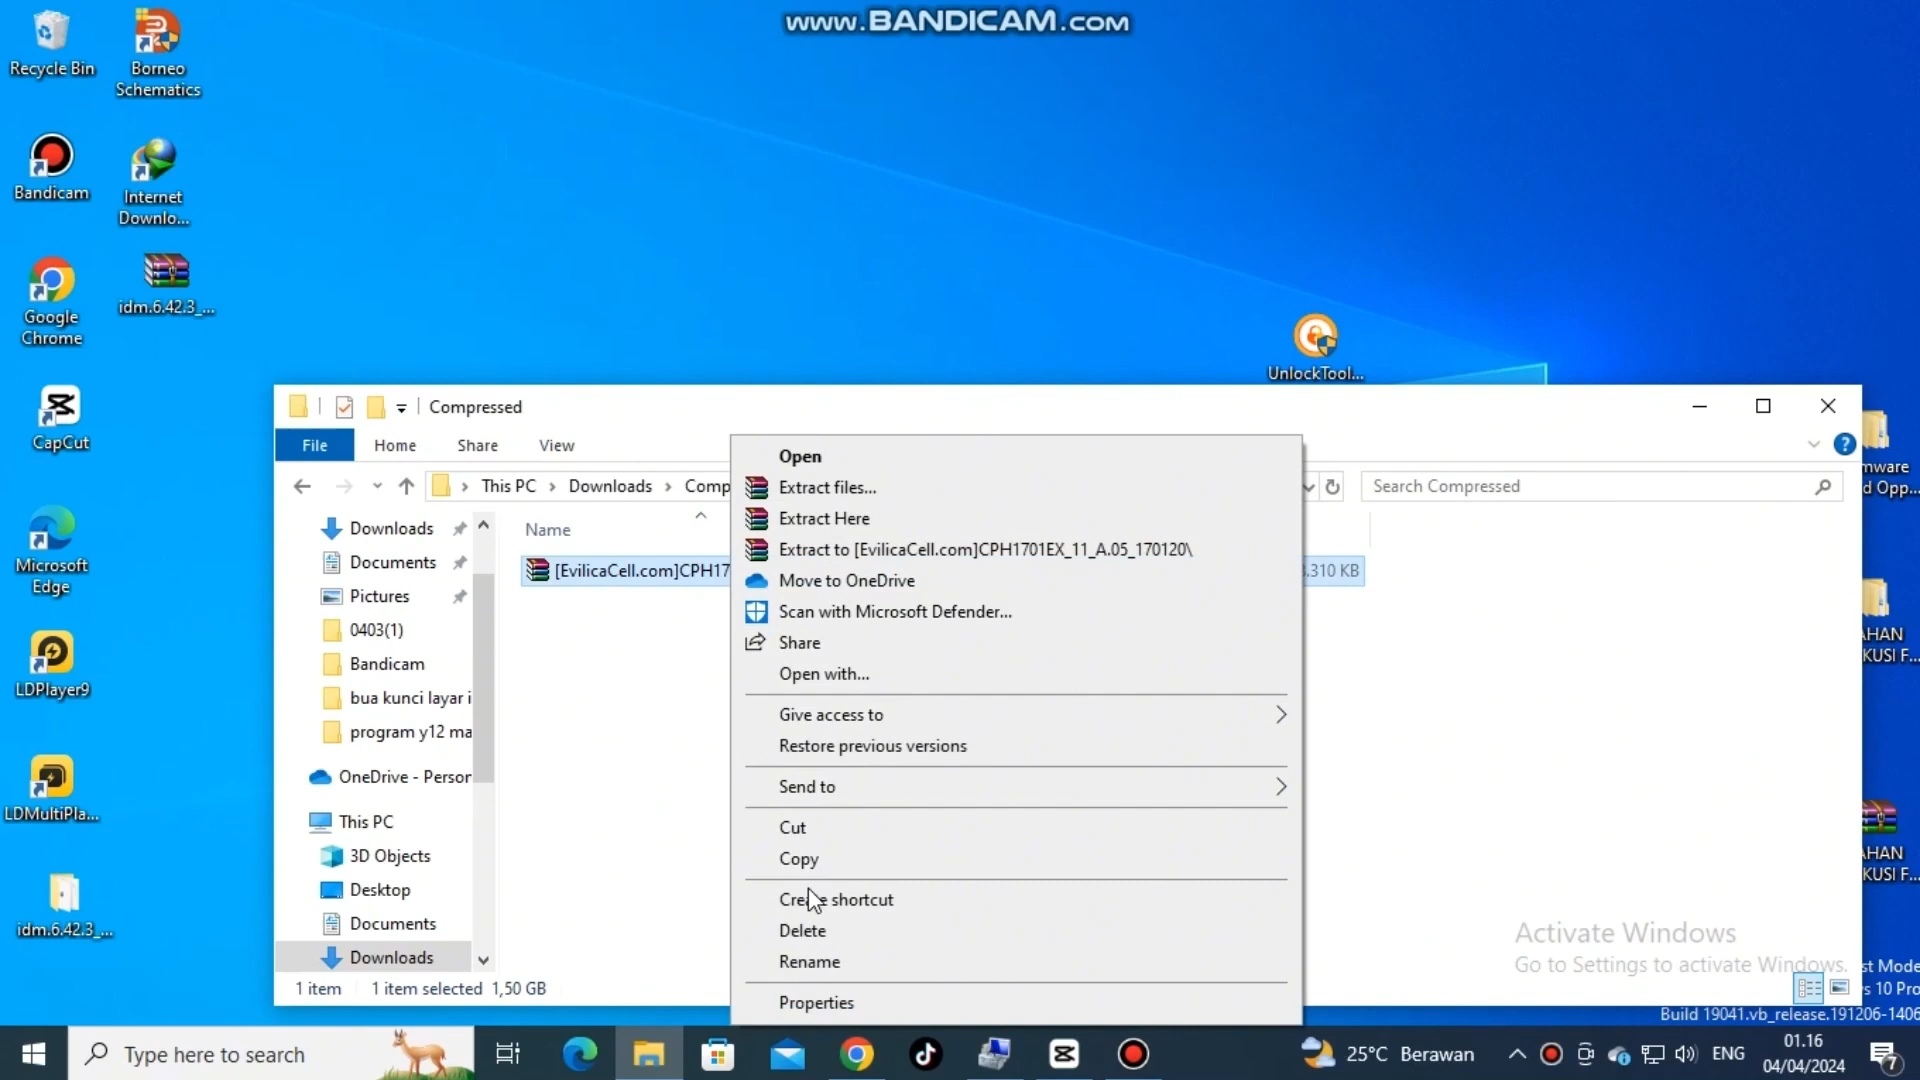 www.BANDICAM.com
Recycle Bin
Borneo
Schematics
Bandicam
Internet
Downlo...
Google
Chrome
idm.6.42.3_...
UnlockTool...
CapCut
Microsoft
Edge
LDPlayer9
LDMultiPla...
idm.6.42.3_...
Compressed
File
Home
Share
View
This PC
Downloads
Comp
Search Compressed
Downloads
Documents
Pictures
0403(1)
Bandicam
bua kunci layar i
program y12 ma
OneDrive - Person
This PC
3D Objects
Desktop
Documents
Downloads
Name
[EvilicaCell.com]CPH17
.310 KB
1 item
1 item selected
1,50 GB
Open
Extract files...
Extract Here
Extract to [EvilicaCell.com]CPH1701EX_11_A.05_170120\
Move to OneDrive
Scan with Microsoft Defender...
Share
Open with...
Give access to
Restore previous versions
Send to
Cut
Copy
Create shortcut
Delete
Rename
Properties
mware
d Opp...
AHAN
KUSI F...
AHAN
KUSI F...
Activate Windows
Go to Settings to activate Windows.
st Mode
s 10 Pro
Build 19041.vb_release.191206-1406
Type here to search
25°C Berawan
ENG
01.16
04/04/2024
7